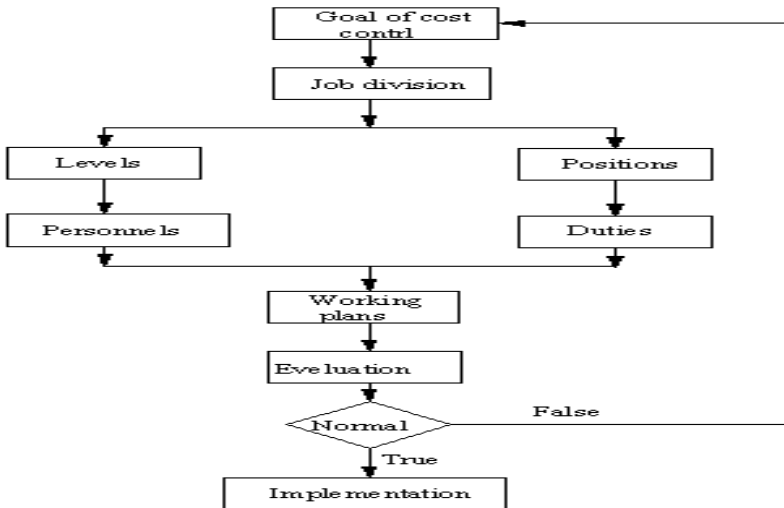 Goal of cost
contrl
Job division
Levels
Positions
Personnels
Duties
Working
plans
Eveluation
Normal
False
True
Implementation